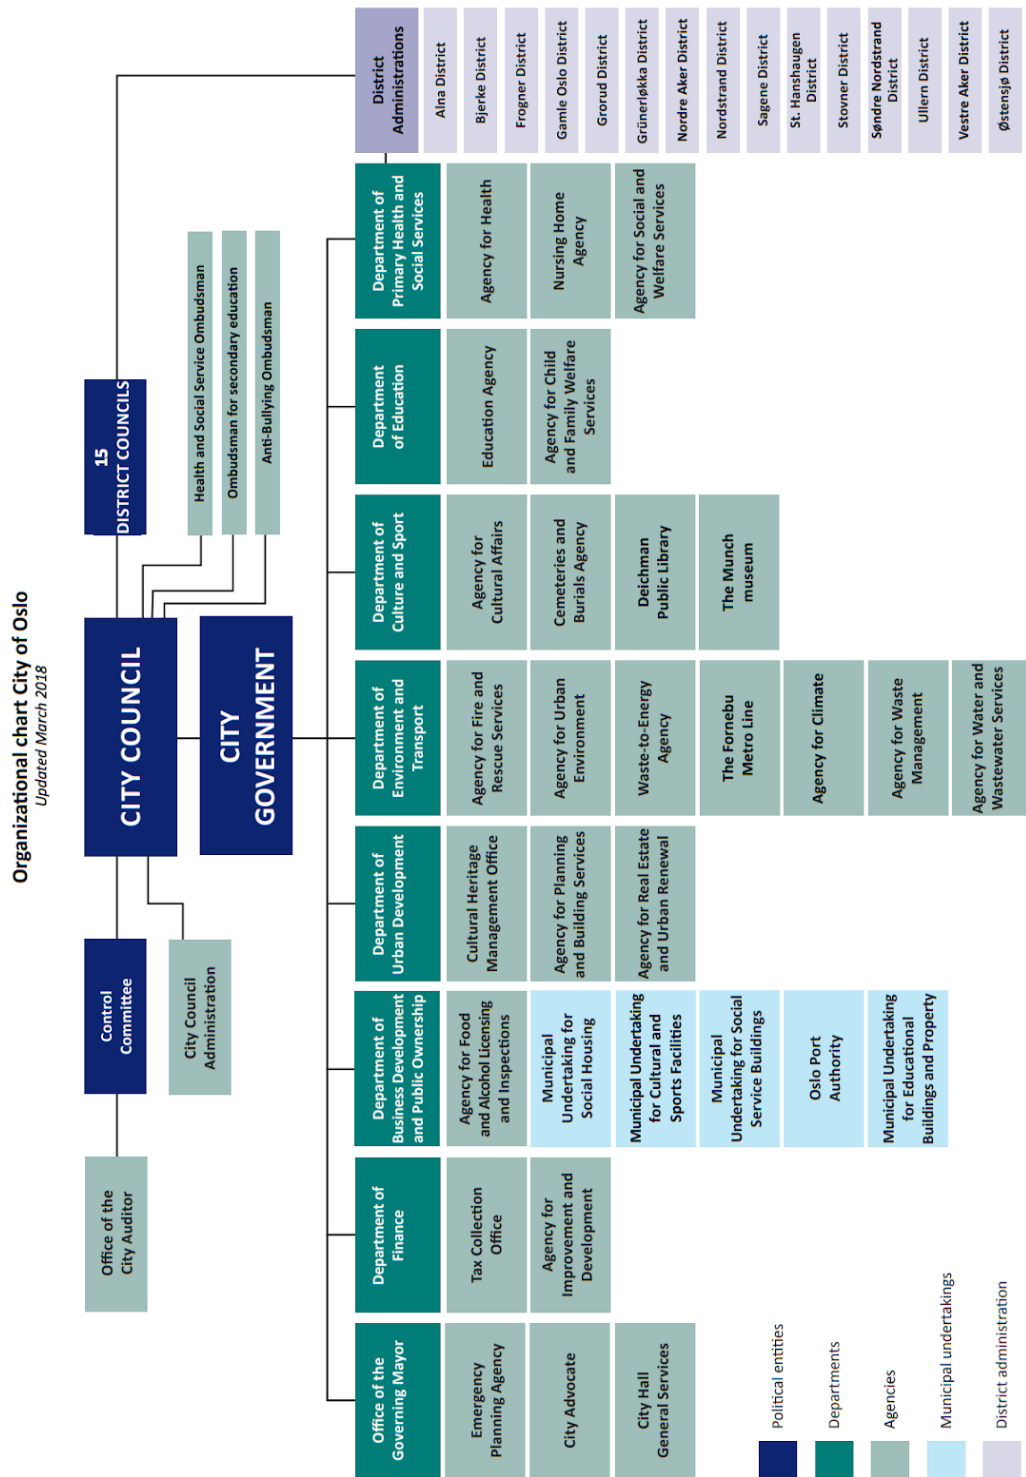 Organizational chart City of Oslo
Updated March 2018
Office of the
City Auditor
Control
Committee
City Council
Administration
CITY COUNCIL
CITY
GOVERNMENT
15
DISTRICT COUNCILS
Health and Social Service Ombudsman
Ombudsman for secondary education
Anti-Bullying Ombudsman
Office of the
Governing Mayor
Emergency
Planning Agency
City Advocate
City Hall
General Services
Department of
Finance
Tax Collection
Office
Agency for
Improvement and
Development
Department of
Business Development
and Public Ownership
Agency for Food
and Alcohol Licensing
and Inspections
Municipal
Undertaking for
Social Housing
Municipal Undertaking
for Cultural and
Sports Facilities
Municipal
Undertaking for Social
Service Buildings
Oslo Port
Authority
Municipal Undertaking
for Educational
Buildings and Property
Department of
Urban Development
Cultural Heritage
Management Office
Agency for Planning
and Building Services
Agency for Real Estate
and Urban Renewal
Department of
Environment and
Transport
Agency for Fire and
Rescue Services
Agency for Urban
Environment
Waste-to-Energy
Agency
The Fornebu
Metro Line
Agency for Climate
Agency for Waste
Management
Agency for Water and
Wastewater Services
Department of
Culture and Sport
Agency for
Cultural Affairs
Cemeteries and
Burials Agency
Deichman
Public Library
The Munch
museum
Department
of Education
Education Agency
Agency for Child
and Family Welfare
Services
Department of
Primary Health and
Social Services
Agency for Health
Nursing Home
Agency
Agency for Social and
Welfare Services
District
Administrations
Alna District
Bjerke District
Frogner District
Gamle Oslo District
Grorud District
Grünerløkka District
Nordre Aker District
Nordstrand District
Sagene District
St. Hanshaugen
District
Stovner District
Søndre Nordstrand
District
Ullern District
Vestre Aker District
Østensjø District
Political entities
Departments
Agencies
Municipal undertakings
District administration